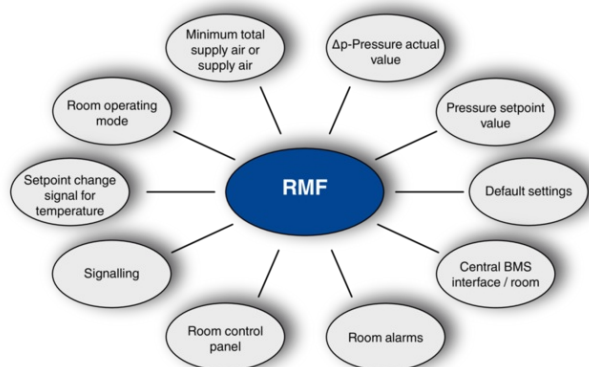 Minimum total
supply air or
supply air
Δp-Pressure actual
value
Room operating
mode
Pressure setpoint
value
RMF
Setpoint change
signal for
temperature
Default settings
Signalling
Central BMS
interface / room
Room control
panel
Room alarms